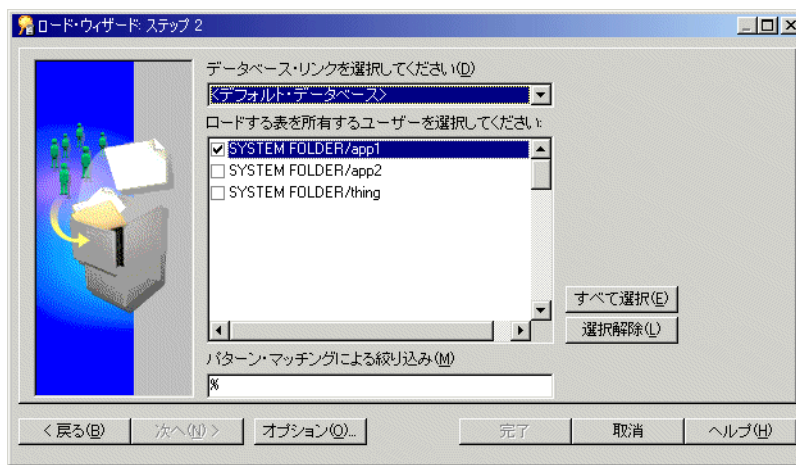 ロード・ウィザード: ステップ 2
データベース・リンクを選択してください(D)
<デフォルト・データベース>
ロードする表を所有するユーザーを選択してください:
SYSTEM FOLDER/app1
SYSTEM FOLDER/app2
SYSTEM FOLDER/thing
すべて選択(E)
選択解除(L)
パターン・マッチングによる絞り込み(M)
%
< 戻る(B)
次へ(N) >
オプション(O)...
完了
取消
ヘルプ(H)